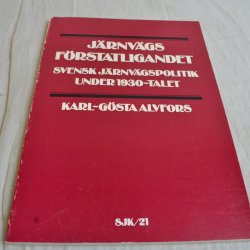 JÄRNVÄGS
FÖRSTATLIGANDET
SVENSK JÄRNVÄGSPOLITIK
UNDER 1930-TALET
KARL-GÖSTA ALVFORS
SJK/21